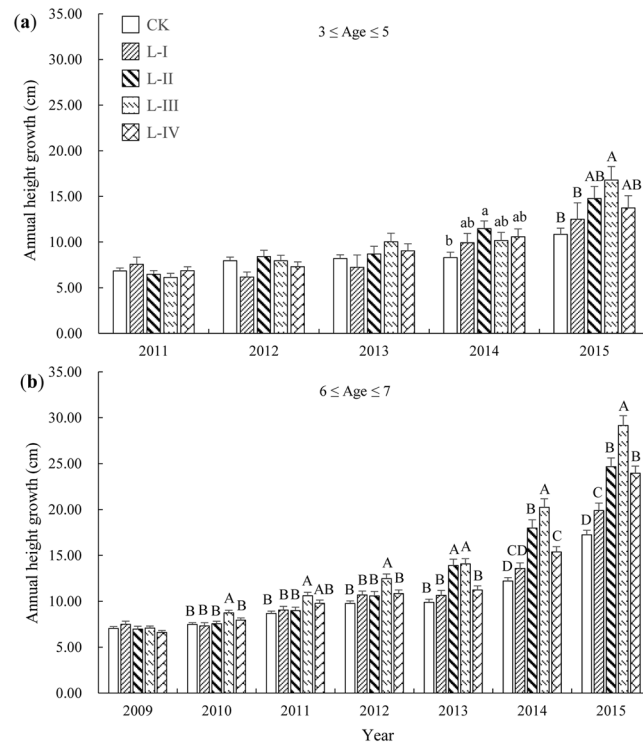 (a)
3 ≤ Age ≤ 5
CK
L-I
L-II
L-III
L-IV
Annual height growth (cm)
35.00
30.00
25.00
20.00
15.00
10.00
5.00
0.00
b ab a ab ab
B B AB A AB
2011 2012 2013 2014 2015
(b)
6 ≤ Age ≤ 7
Annual height growth (cm)
35.00
30.00
25.00
20.00
15.00
10.00
5.00
0.00
B B B A B
B B B A AB
B B B A B
B B A A B
D CD B A C
D C B A B
2009 2010 2011 2012 2013 2014 2015
Year